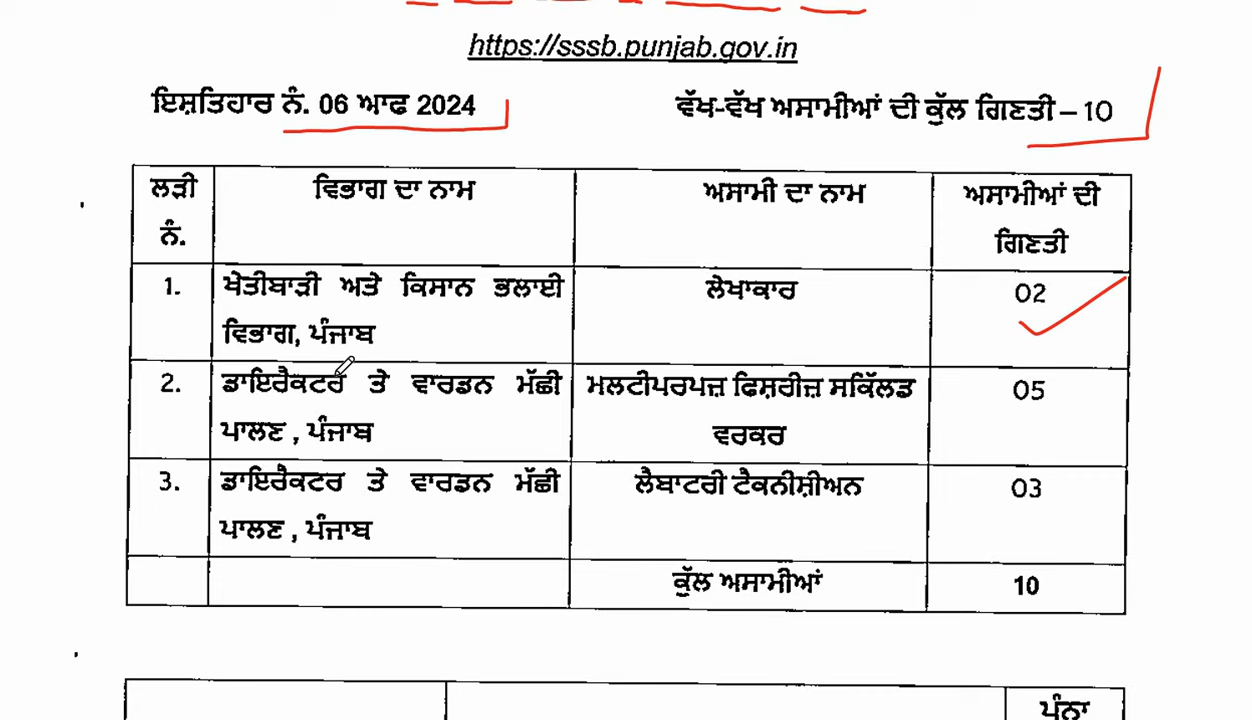 https://sssb.punjab.gov.in
ਇਸ਼ਤਿਹਾਰ ਨੰ. 06 ਆਫ 2024 ਵੱਖ-ਵੱਖ ਅਸਾਮੀਆਂ ਦੀ ਕੁੱਲ ਗਿਣਤੀ – 10
ਲੜੀ ਵਿਭਾਗ ਦਾ ਨਾਮ ਅਸਾਮੀ ਦਾ ਨਾਮ ਅਸਾਮੀਆਂ ਦੀ
ਨੰ. ਗਿਣਤੀ
1. ਖੇਤੀਬਾੜੀ ਅਤੇ ਕਿਸਾਨ ਭਲਾਈ ਲੇਖਾਕਾਰ 02
ਵਿਭਾਗ, ਪੰਜਾਬ
2. ਡਾਇਰੈਕਟਰ ਤੇ ਵਾਰਡਨ ਮੱਛੀ ਮਲਟੀਪਰਪਜ਼ ਫਿਸ਼ਰੀਜ਼ ਸਕਿੱਲਡ 05
ਪਾਲਣ , ਪੰਜਾਬ ਵਰਕਰ
3. ਡਾਇਰੈਕਟਰ ਤੇ ਵਾਰਡਨ ਮੱਛੀ ਲੈਬਾਟਰੀ ਟੈਕਨੀਸ਼ੀਅਨ 03
ਪਾਲਣ , ਪੰਜਾਬ
ਕੁੱਲ ਅਸਾਮੀਆਂ 10
ਪੰਨਾ